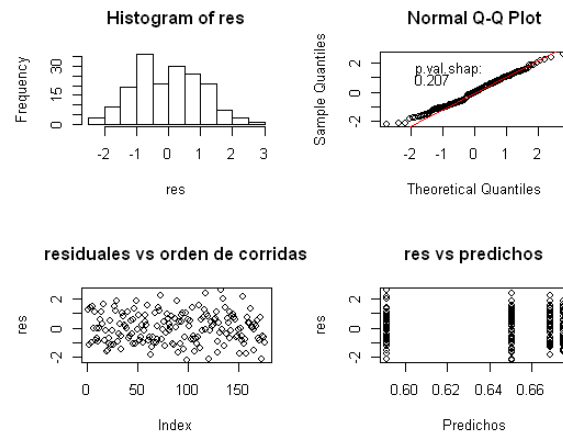 Histogram of res
Frequency
0
15
30
-2 -1 0 1 2 3
res
Normal Q-Q Plot
Sample Quantiles
-2
0
2
p.val.shap:
0.207
-2 -1 0 1 2
Theoretical Quantiles
residuales vs orden de corridas
res
-2
0
2
0 50 100 150
Index
res vs predichos
res
-2
0
2
0.60 0.62 0.64 0.66
Predichos